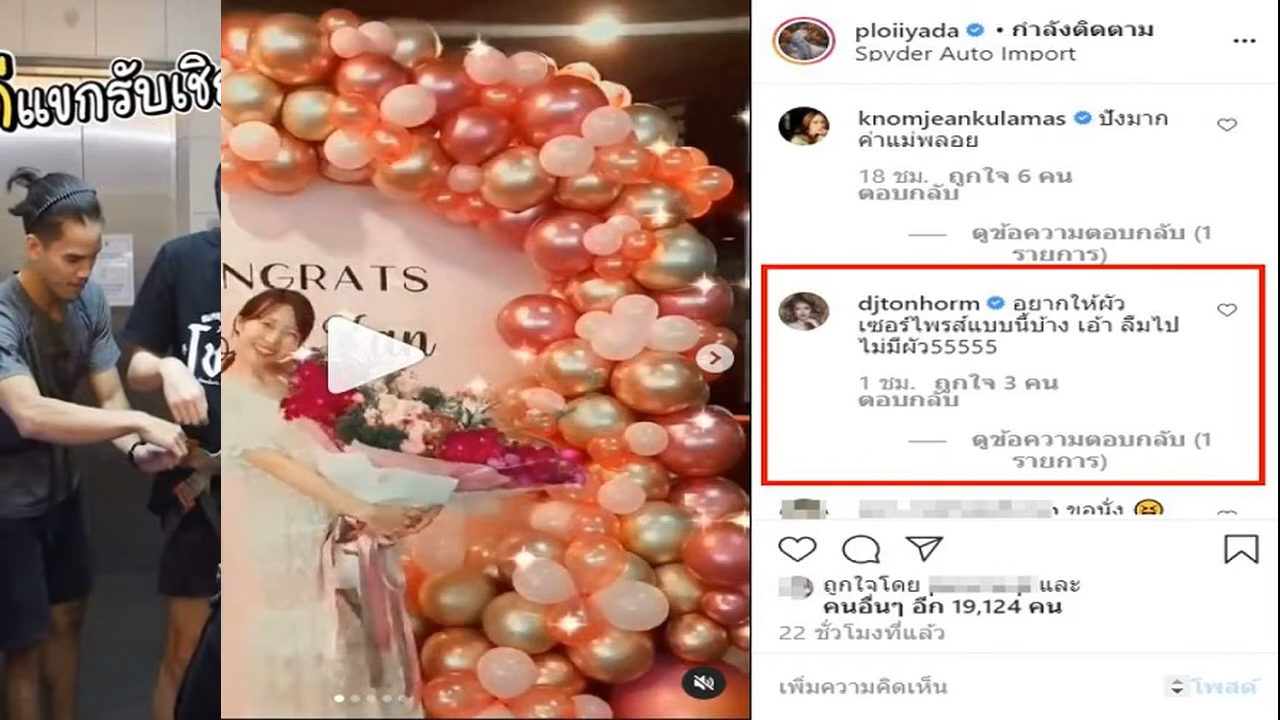 แขกรับเชิ
NGRATS
ploiiyada • กำลังติดตาม
Spyder Auto Import
knomjeankulamas ปังมาก
ค่าแม่พลอย
18 ชม. ถูกใจ 6 คน
ตอบกลับ
ดูข้อความตอบกลับ (1
รายการ)
djtonhorm อยากให้ผัว
เซอร์ไพรส์แบบนี้บ้าง เอ้า ลืมไป
ไม่มีผัว55555
1 ชม. ถูกใจ 3 คน
ตอบกลับ
ดูข้อความตอบกลับ (1
รายการ)
ขอนั่ง
ถูกใจโดย และ
คนอื่นๆ อีก 19,124 คน
22 ชั่วโมงที่แล้ว
เพิ่มความคิดเห็น
โพสต์